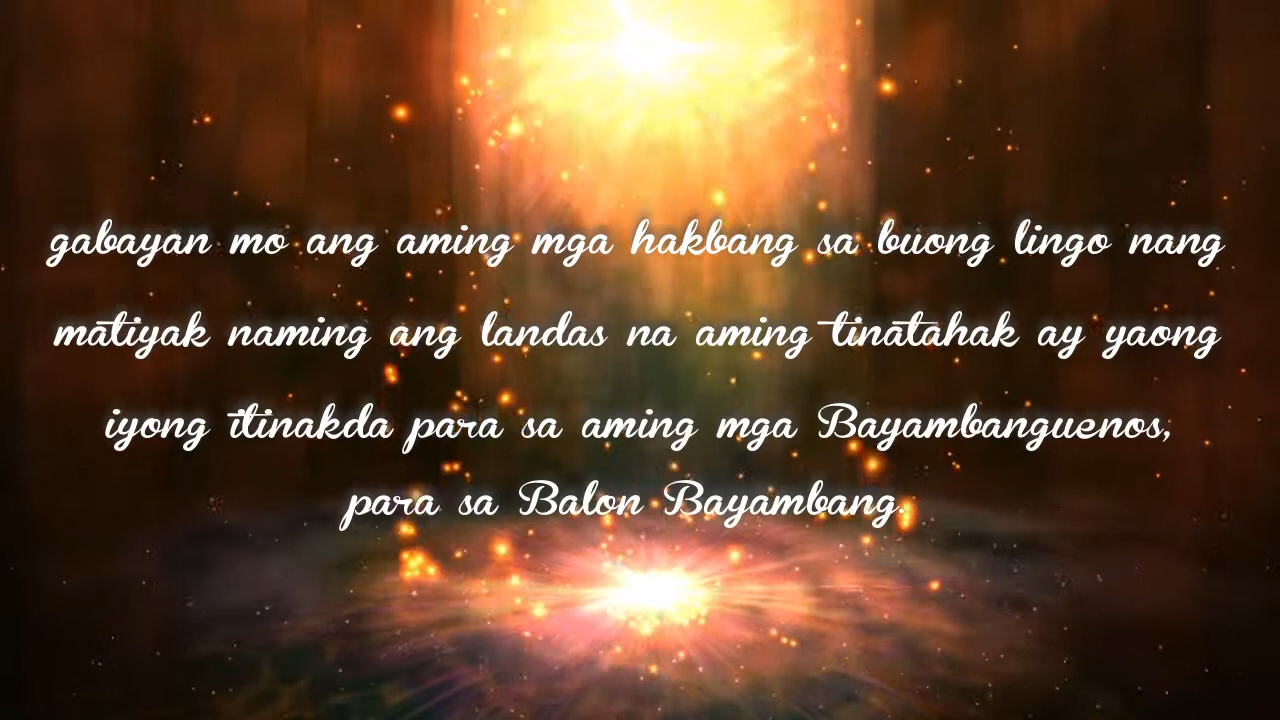 gabayan mo ang aming mga hakbang sa buong lingo nang
matiyak naming ang landas na aming tinatahak ay yaong
iyong itinakda para sa aming mga Bayambanguenos,
para sa Balon Bayambang.